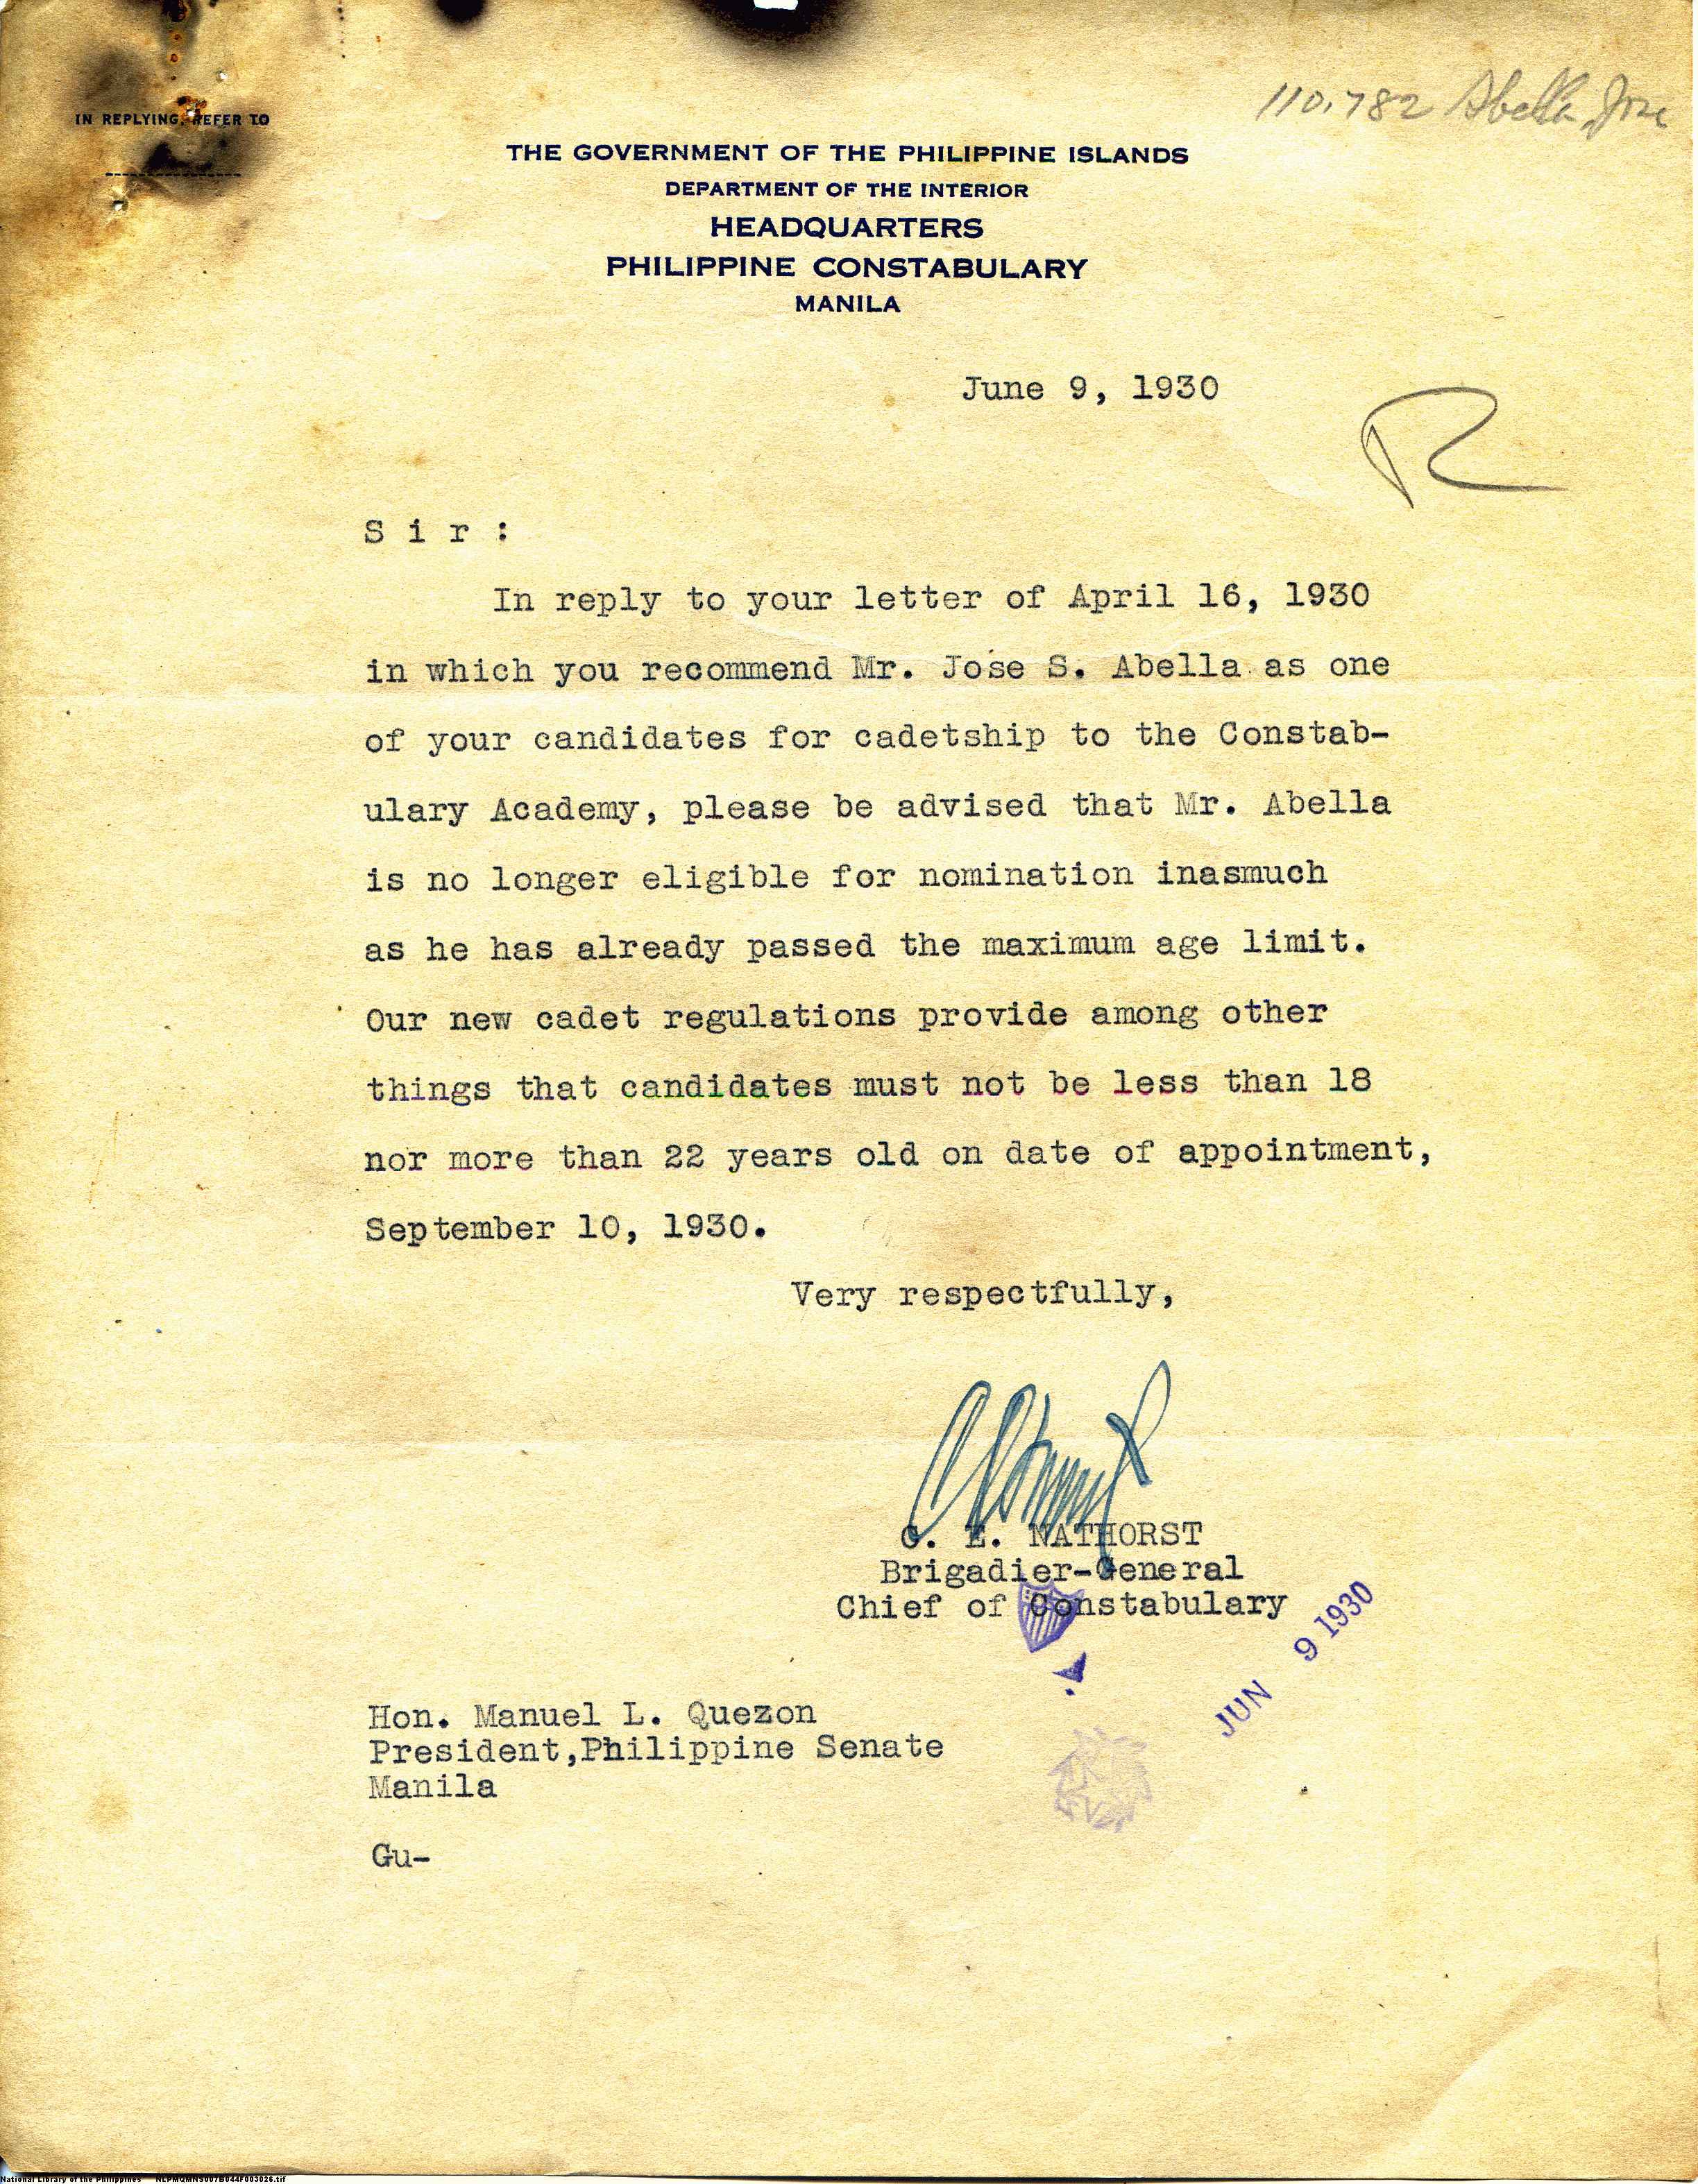 110,782 Abella, Jose
IN REPLYING, REFER TO
THE GOVERNMENT OF THE PHILIPPINE ISLANDS
DEPARTMENT OF THE INTERIOR
HEADQUARTERS
PHILIPPINE CONSTABULARY
MANILA
June 9, 1930
R
S i r :
In reply to your letter of April 16, 1930
in which you recommend Mr. Jose S. Abella as one
of your candidates for cadetship to the Constab-
ulary Academy, please be advised that Mr. Abella
is no longer eligible for nomination inasmuch
as he has already passed the maximum age limit.
Our new cadet regulations provide among other
things that candidates must not be less than 18
nor more than 22 years old on date of appointment,
September 10, 1930.
Very respectfully,
C. E. NATHORST
Brigadier-General
Chief of Constabulary
JUN 9 1930
Hon. Manuel L. Quezon
President,Philippine Senate
Manila
Gu-
National Library of the Philippines NLPMQMNS007B044F003026.tif